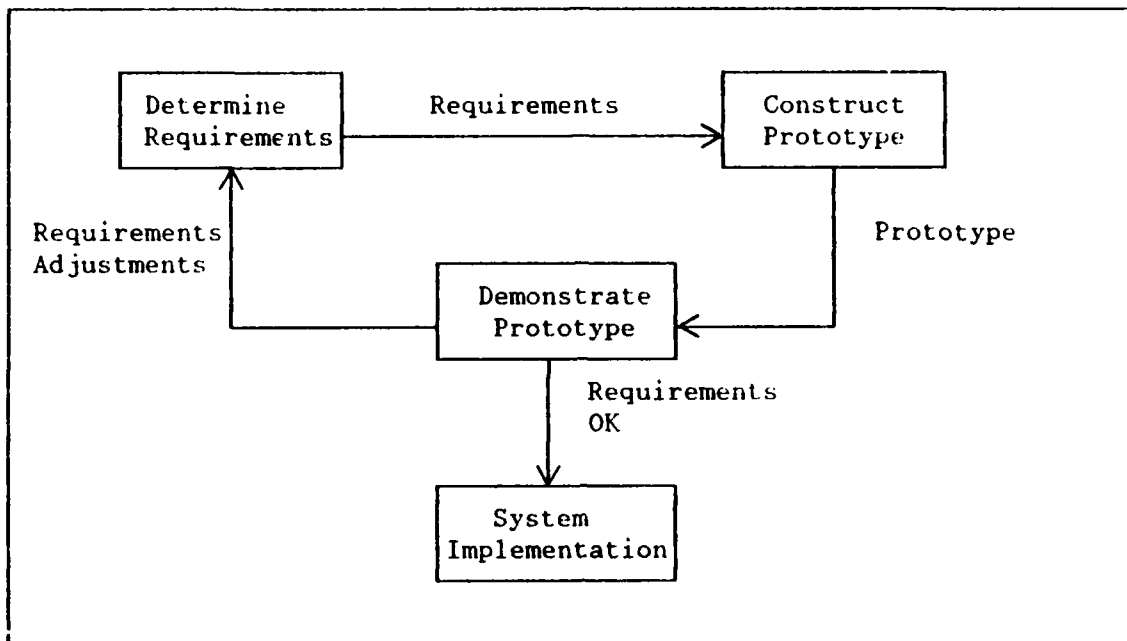 Determine
Requirements
Requirements
Construct
Prototype
Requirements
Adjustments
Prototype
Demonstrate
Prototype
Requirements
OK
System
Implementation